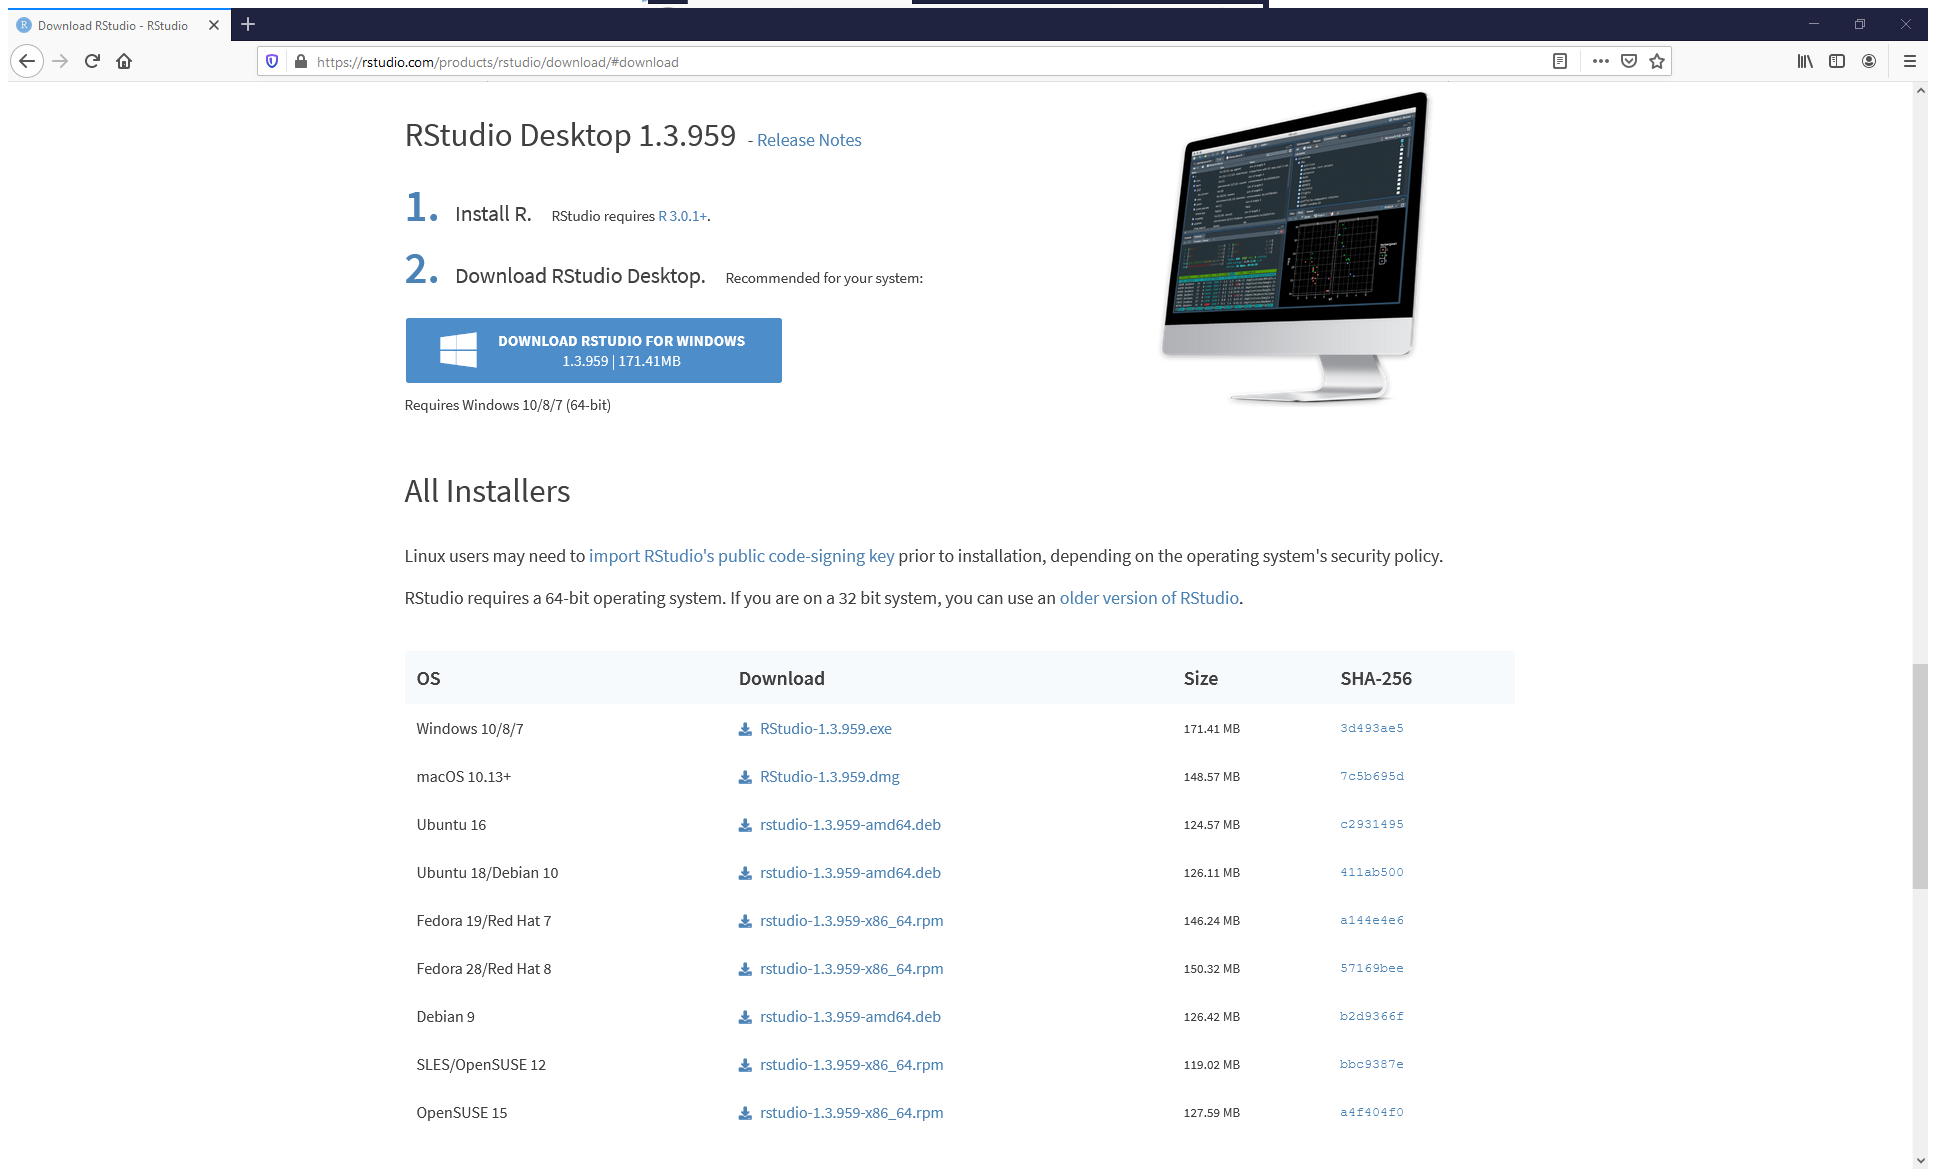 Download RStudio - RStudio
https://rstudio.com/products/rstudio/download/#download
RStudio Desktop 1.3.959 - Release Notes
1. Install R. RStudio requires R 3.0.1+.
2. Download RStudio Desktop. Recommended for your system:
DOWNLOAD RSTUDIO FOR WINDOWS
1.3.959 | 171.41MB
Requires Windows 10/8/7 (64-bit)
All Installers
Linux users may need to import RStudio's public code-signing key prior to installation, depending on the operating system's security policy.
RStudio requires a 64-bit operating system. If you are on a 32 bit system, you can use an older version of RStudio.
OS Download Size SHA-256
Windows 10/8/7 RStudio-1.3.959.exe 171.41 MB 3d493ae5
macOS 10.13+ RStudio-1.3.959.dmg 148.57 MB 7c5b695d
Ubuntu 16 rstudio-1.3.959-amd64.deb 124.57 MB c2931495
Ubuntu 18/Debian 10 rstudio-1.3.959-amd64.deb 126.11 MB 411ab500
Fedora 19/Red Hat 7 rstudio-1.3.959-x86_64.rpm 146.24 MB a144e4e6
Fedora 28/Red Hat 8 rstudio-1.3.959-x86_64.rpm 150.32 MB 57169bee
Debian 9 rstudio-1.3.959-amd64.deb 126.42 MB b2d9366f
SLES/OpenSUSE 12 rstudio-1.3.959-x86_64.rpm 119.02 MB bbc9387e
OpenSUSE 15 rstudio-1.3.959-x86_64.rpm 127.59 MB a4f404f0